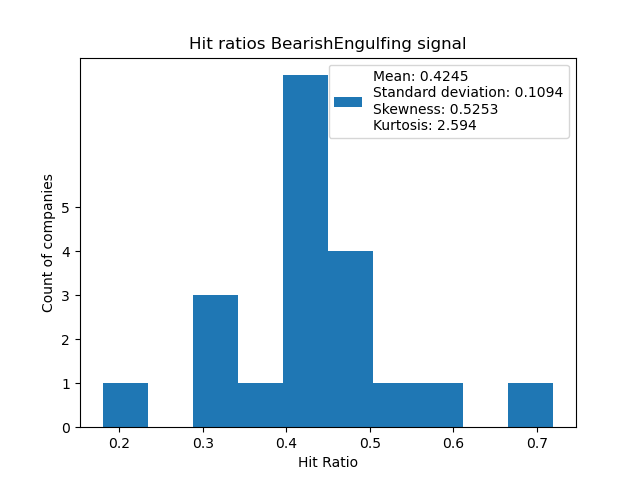 Hit ratios BearishEngulfing signal
Mean: 0.4245
Standard deviation: 0.1094
Skewness: 0.5253
Kurtosis: 2.594
Count of companies
5
4
3
2
1
0
0.2 0.3 0.4 0.5 0.6 0.7
Hit Ratio